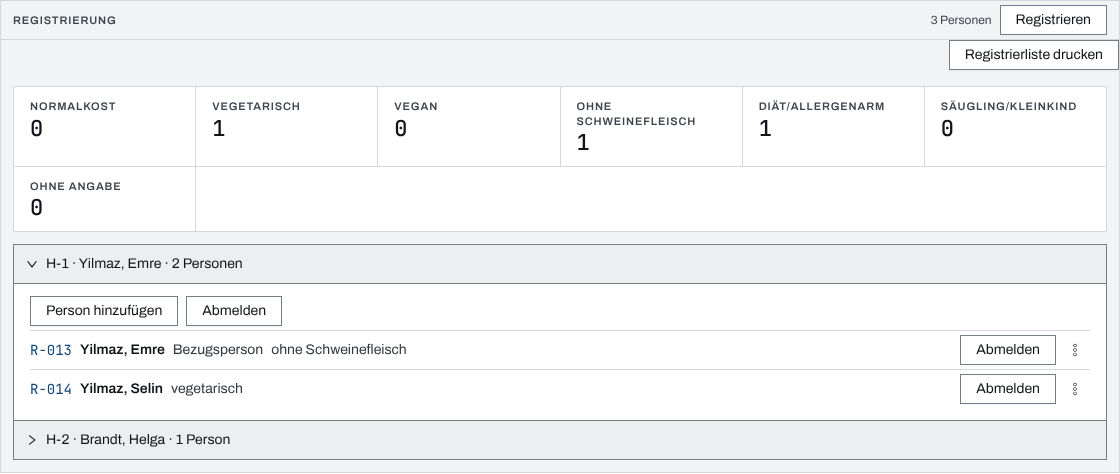 REGISTRIERUNG
3 Personen
Registrieren
Registrierliste drucken
NORMALKOST
0
VEGETARISCH
1
VEGAN
0
OHNE
SCHWEINEFLEISCH
1
DIÄT/ALLERGENARM
1
SÄUGLING/KLEINKIND
0
OHNE ANGABE
0
H-1 · Yilmaz, Emre · 2 Personen
Person hinzufügen
Abmelden
R-013 Yilmaz, Emre Bezugsperson ohne Schweinefleisch Abmelden
R-014 Yilmaz, Selin vegetarisch Abmelden
H-2 · Brandt, Helga · 1 Person